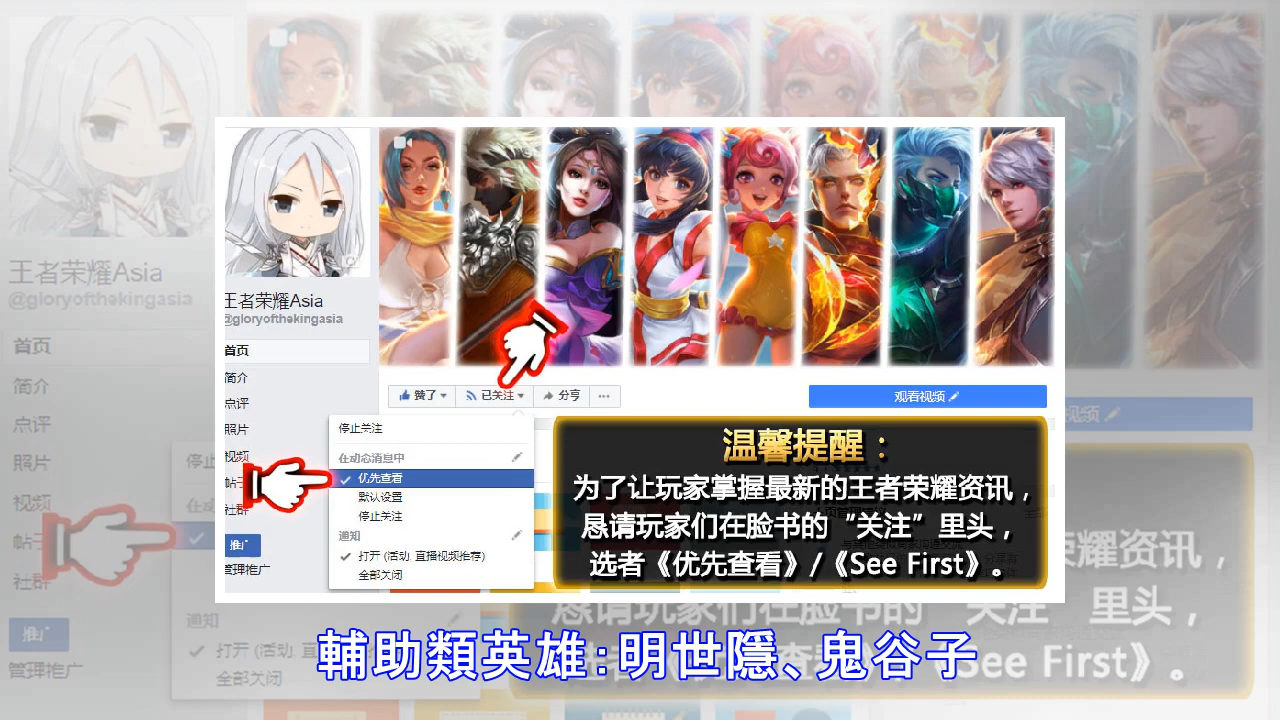 王者荣耀Asia
@gloryofthekingasia
首页
简介
点评
照片
视频
帖子
社群
管理推广
赞了
已关注
分享
观看视频
停止关注
在动态消息中
优先查看
默认设置
停止关注
通知
打开 (活动, 直播视频推荐)
全部关闭
温馨提醒：
为了让玩家掌握最新的王者荣耀资讯，
恳请玩家们在脸书的“关注”里头，
选者《优先查看》/《See First》。
輔助類英雄:明世隱、鬼谷子